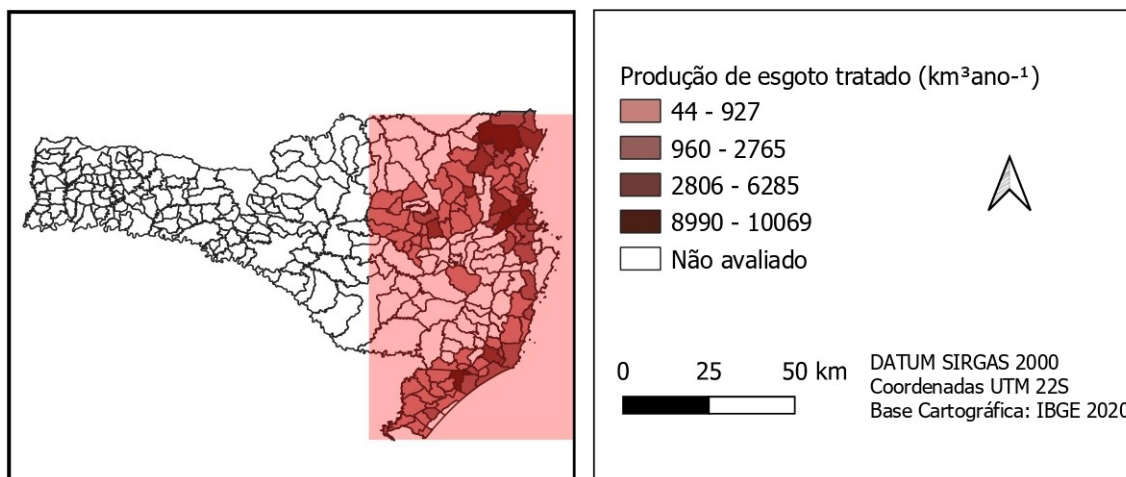 Produção de esgoto tratado (km³ano-¹)
44 - 927
960 - 2765
2806 - 6285
8990 - 10069
Não avaliado
0 25 50 km
DATUM SIRGAS 2000
Coordenadas UTM 22S
Base Cartográfica: IBGE 2020